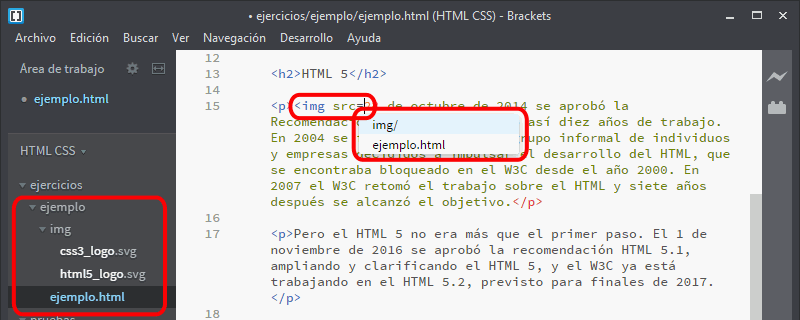 • ejercicios/ejemplo/ejemplo.html (HTML CSS) - Brackets
Archivo Edición Buscar Ver Navegación Desarrollo Ayuda
Área de trabajo
ejemplo.html
HTML CSS
ejercicios
ejemplo
img
css3_logo.svg
html5_logo.svg
ejemplo.html
pruebas
12
13 <h2>HTML 5</h2>
15 <p><img src= de octubre de 2014 se aprobó la
Recomendac así diez años de trabajo.
En 2004 se rupo informal de individuos
y empresas decididos a impulsar el desarrollo del HTML, que
se encontraba bloqueado en el W3C desde el año 2000. En
2007 el W3C retomó el trabajo sobre el HTML y siete años
después se alcanzó el objetivo.</p>
img/
ejemplo.html
16
17 <p>Pero el HTML 5 no era más que el primer paso. El 1 de
noviembre de 2016 se aprobó la recomendación HTML 5.1,
ampliando y clarificando el HTML 5, y el W3C ya está
trabajando en el HTML 5.2, previsto para finales de 2017.
</p>
18